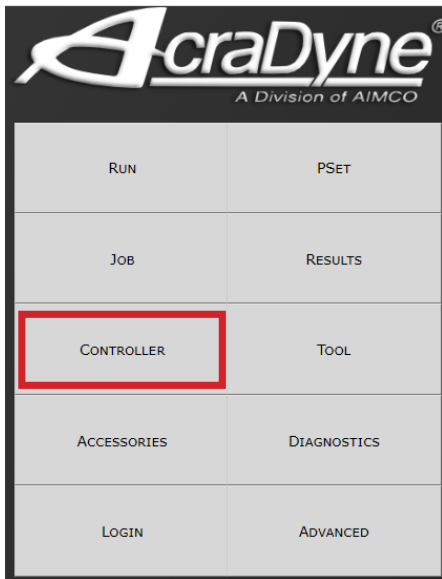 AcraDyne®
A Division of AIMCO
RUN PSET
JOB RESULTS
CONTROLLER TOOL
ACCESSORIES DIAGNOSTICS
LOGIN ADVANCED